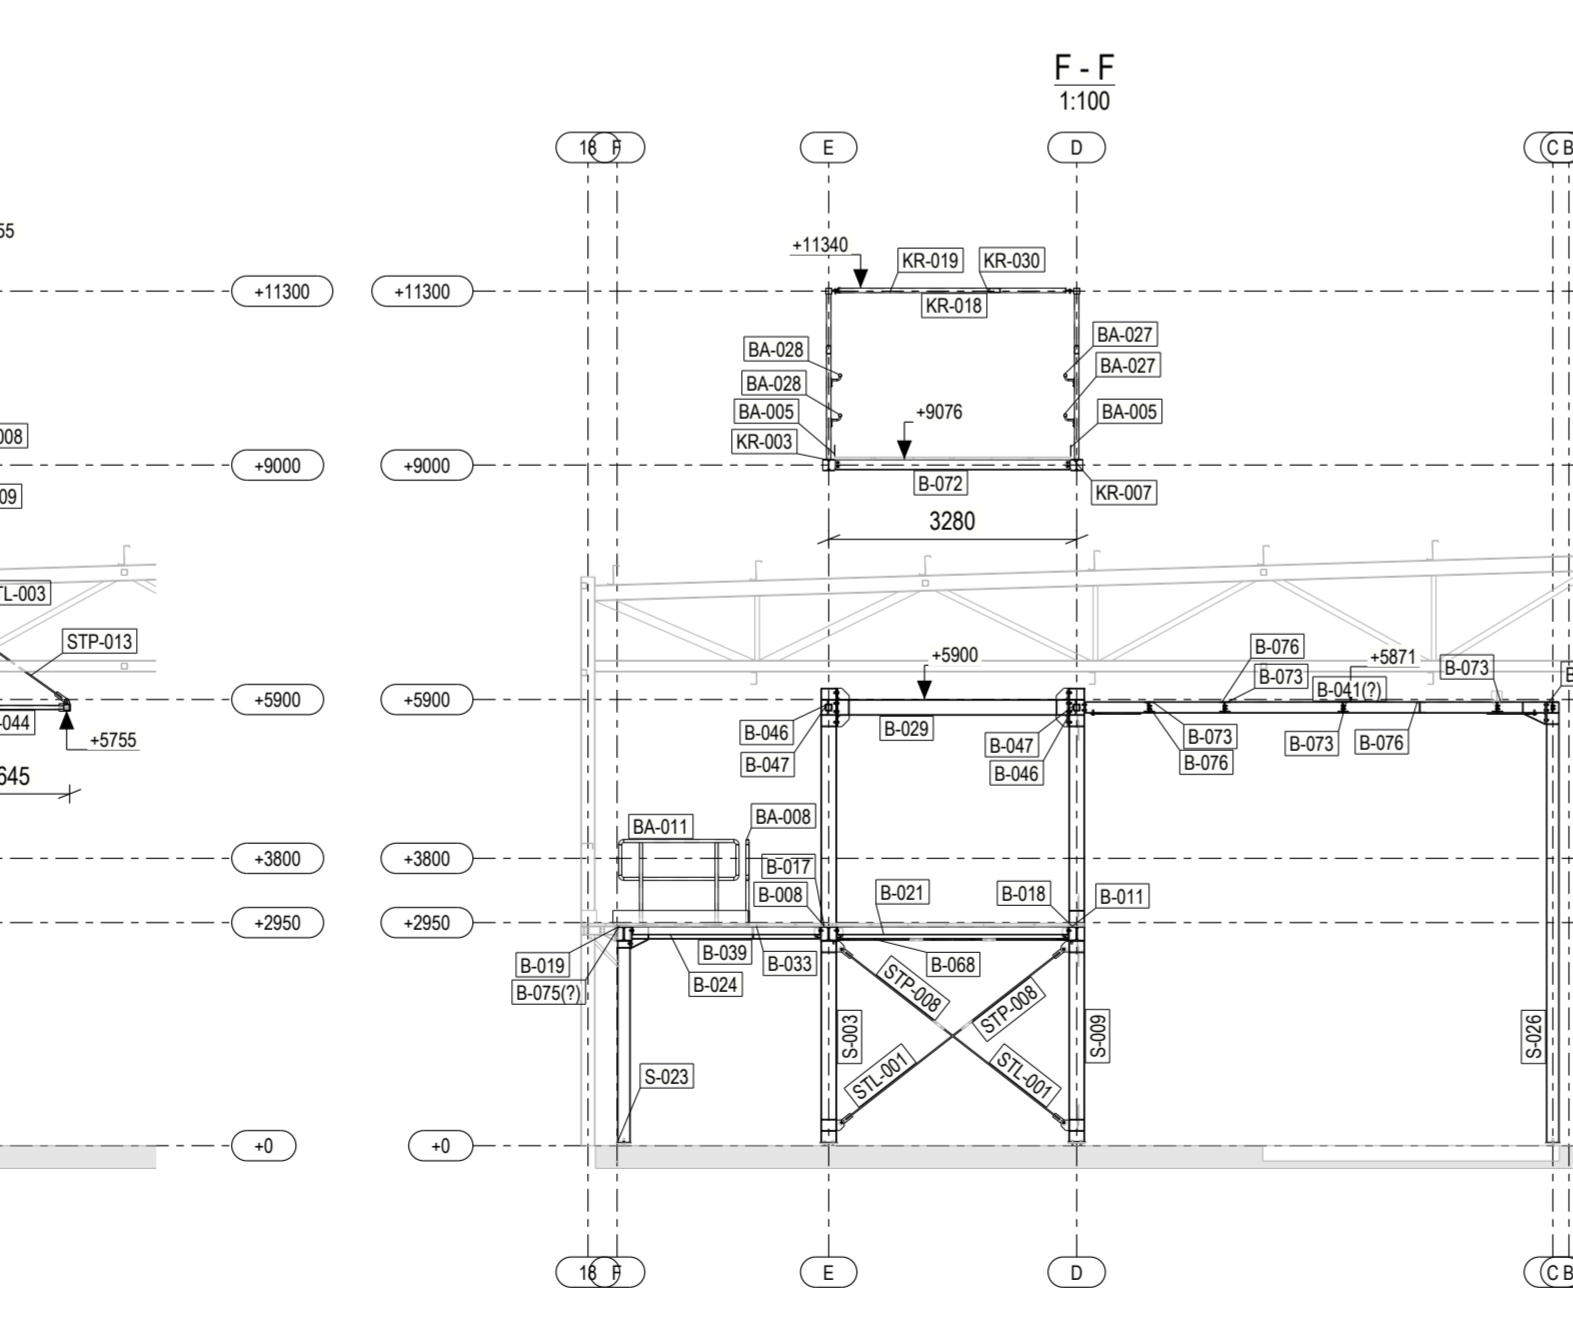 F - F
1:100
18
F
E
D
C
B
55
+11340
KR-019
KR-030
+11300
+11300
KR-018
BA-028
BA-027
BA-028
BA-027
BA-005
+9076
BA-005
008
KR-003
+9000
+9000
B-072
KR-007
09
3280
TL-003
STP-013
+5900
B-076
+5871
B-073
B-073
B-041(?)
+5900
+5900
-044
B-046
B-029
B-047
B-073
B-073
B-076
+5755
B-047
B-046
B-076
645
BA-011
BA-008
+3800
+3800
B-017
B-008
B-021
B-018
B-011
+2950
+2950
B-019
B-039
B-033
B-068
B-075(?)
B-024
STP-008
STP-008
S-003
S-009
S-026
STL-001
STL-001
S-023
+0
+0
18
F
E
D
C
B